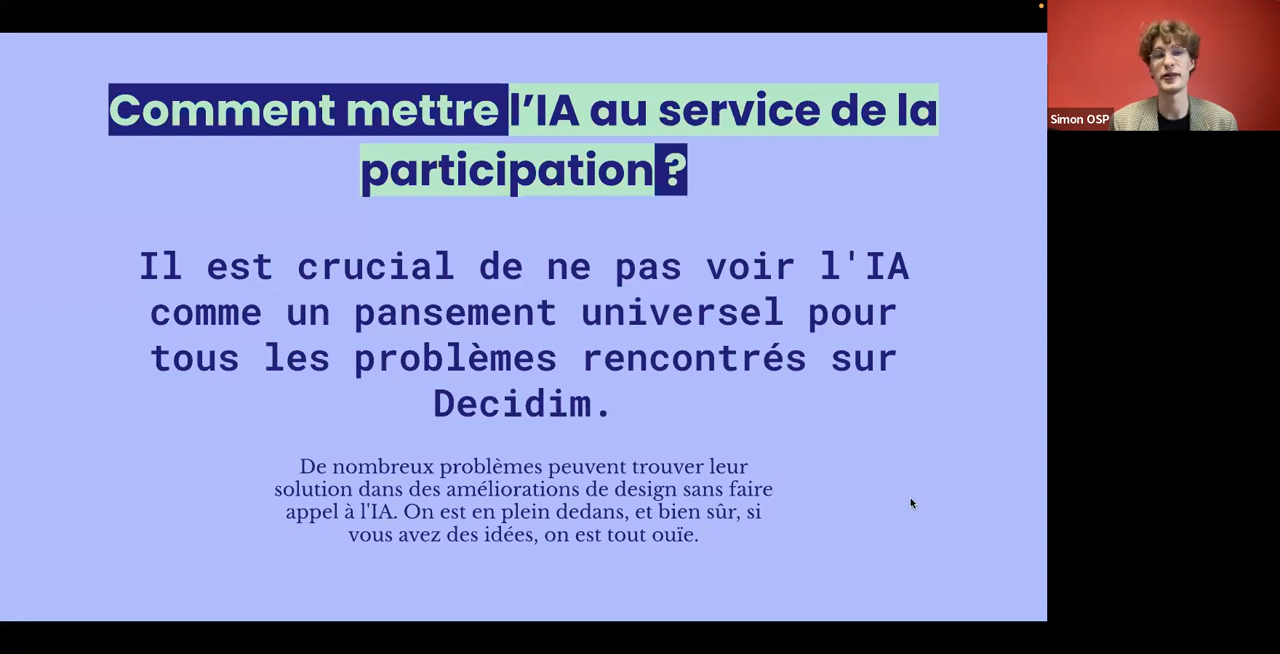 Comment mettre l’IA au service de la
participation ?
Il est crucial de ne pas voir l'IA
comme un pansement universel pour
tous les problèmes rencontrés sur
Decidim.
De nombreux problèmes peuvent trouver leur
solution dans des améliorations de design sans faire
appel à l'IA. On est en plein dedans, et bien sûr, si
vous avez des idées, on est tout ouïe.
Simon OSP